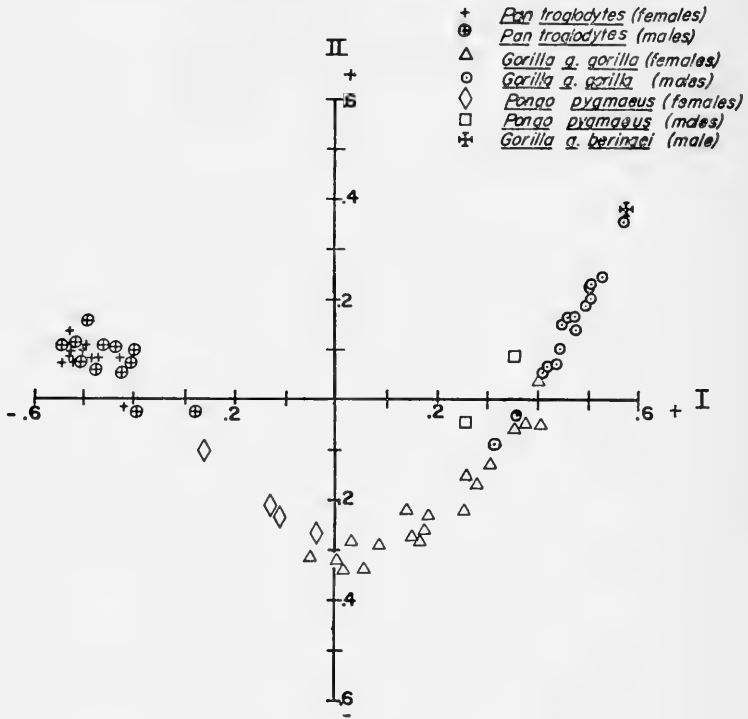 + Pan troglodytes (females)
⊕ Pan troglodytes (males)
△ Gorilla g. gorilla (females)
⊙ Gorilla g. gorilla (males)
◇ Pongo pygmaeus (females)
□ Pongo pygmaeus (males)
✠ Gorilla g. beringei (male)
II
+
.6
.4
.2
-.6
.2
.2
.6
+ I
.2
.4
.6
-